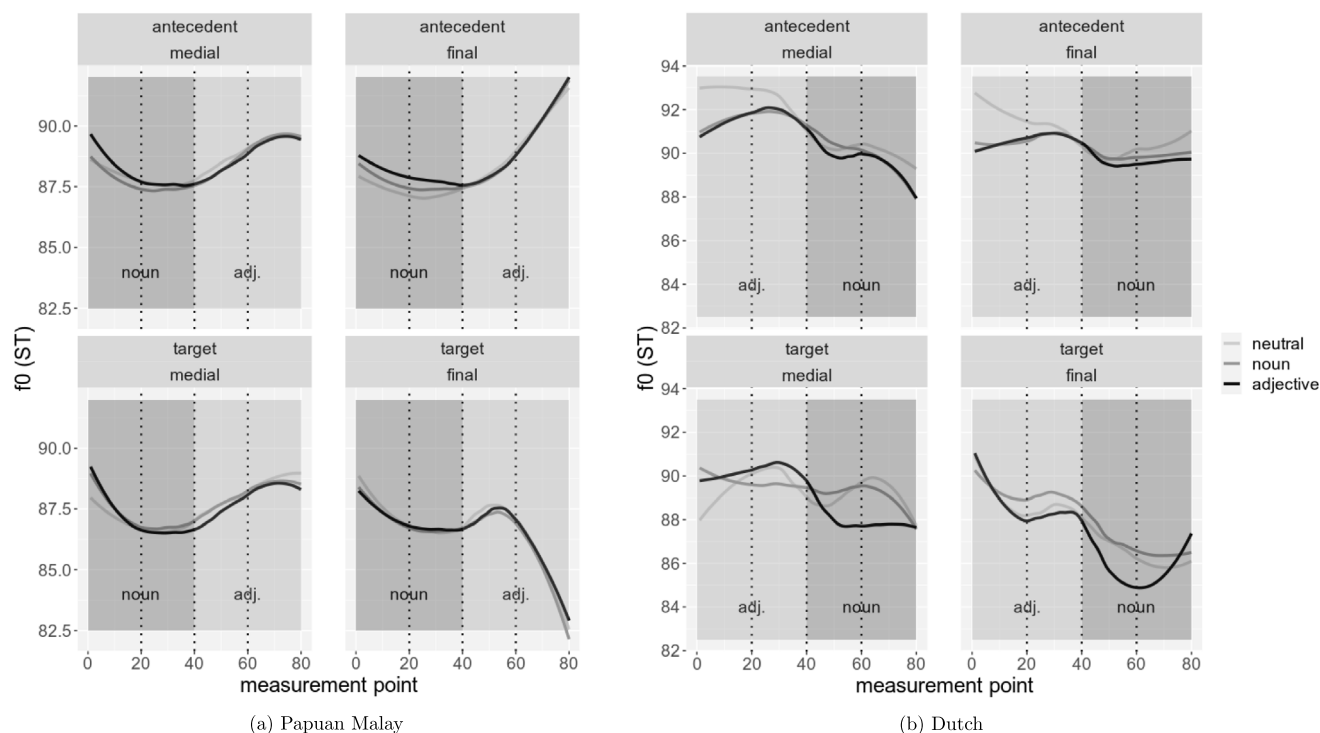 antecedent
medial
antecedent
final
90.0
87.5
85.0
82.5
noun
adj.
noun
adj.
target
medial
target
final
90.0
87.5
85.0
82.5
noun
adj.
noun
adj.
f0 (ST)
0 20 40 60 80
0 20 40 60 80
measurement point
(a) Papuan Malay
antecedent
medial
antecedent
final
94
92
90
88
86
84
82
adj.
noun
adj.
noun
target
medial
target
final
94
92
90
88
86
84
82
adj.
noun
adj.
noun
f0 (ST)
0 20 40 60 80
0 20 40 60 80
measurement point
neutral
noun
adjective
(b) Dutch